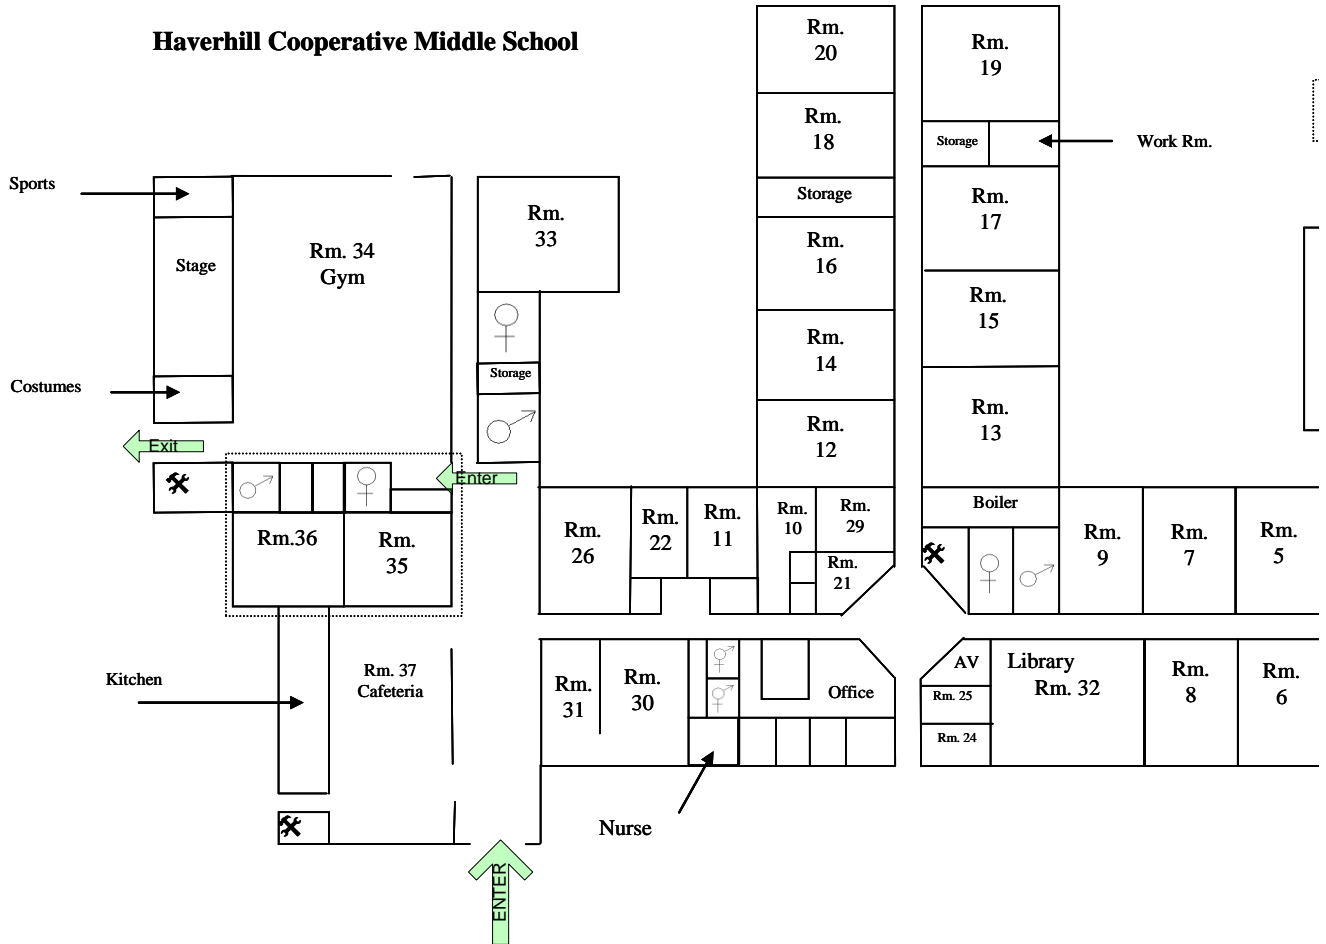 Haverhill Cooperative Middle School
Rm.
20
Rm.
19
Rm.
18
Storage
Work Rm.
Sports
Storage
Rm.
17
Rm.
33
Rm.
16
Stage
Rm. 34
Gym
Rm.
15
Rm.
14
Storage
Costumes
Rm.
13
Rm.
12
Exit
Enter
Boiler
Rm.
10
Rm.
29
Rm.
11
Rm.
22
Rm.
26
Rm.36
Rm.
35
Rm.
21
Rm.
9
Rm.
7
Rm.
5
Rm. 37
Cafeteria
Kitchen
Rm.
31
Rm.
30
Office
AV
Library
Rm. 32
Rm. 25
Rm. 24
Rm.
8
Rm.
6
Nurse
ENTER